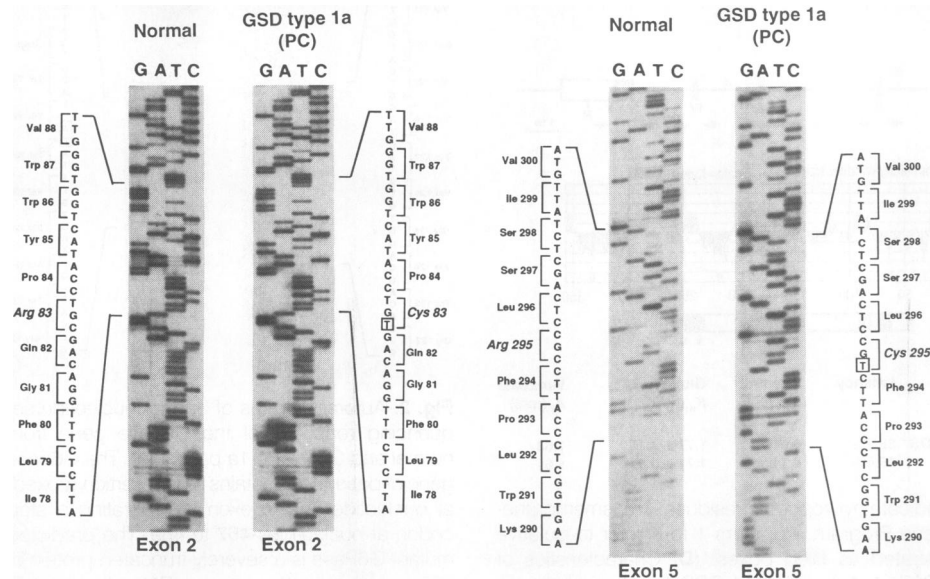 Normal
GSD type 1a
(PC)
G A T C
G A T C
Val 88
Trp 87
Trp 86
Tyr 85
Pro 84
Arg 83
Gln 82
Gly 81
Phe 80
Leu 79
Ile 78
T T G G G T G G T C A T A C C T G C G A C A G G T T T C T C T T A
T T G G G T G G T C A T A C C T G T G A C A G G T T T C T C T T A
Val 88
Trp 87
Trp 86
Tyr 85
Pro 84
Cys 83
Gln 82
Gly 81
Phe 80
Leu 79
Ile 78
Exon 2
Exon 2
Normal
GSD type 1a
(PC)
G A T C
G A T C
Val 300
Ile 299
Ser 298
Ser 297
Leu 296
Arg 295
Phe 294
Pro 293
Leu 292
Trp 291
Lys 290
A T G T T A T C T C G A C T C C G C C T T A C C C T C G G T G A A
A T G T T A T C T C G A C T C C G T C T T A C C C T C G G T G A A
Val 300
Ile 299
Ser 298
Ser 297
Leu 296
Cys 295
Phe 294
Pro 293
Leu 292
Trp 291
Lys 290
Exon 5
Exon 5